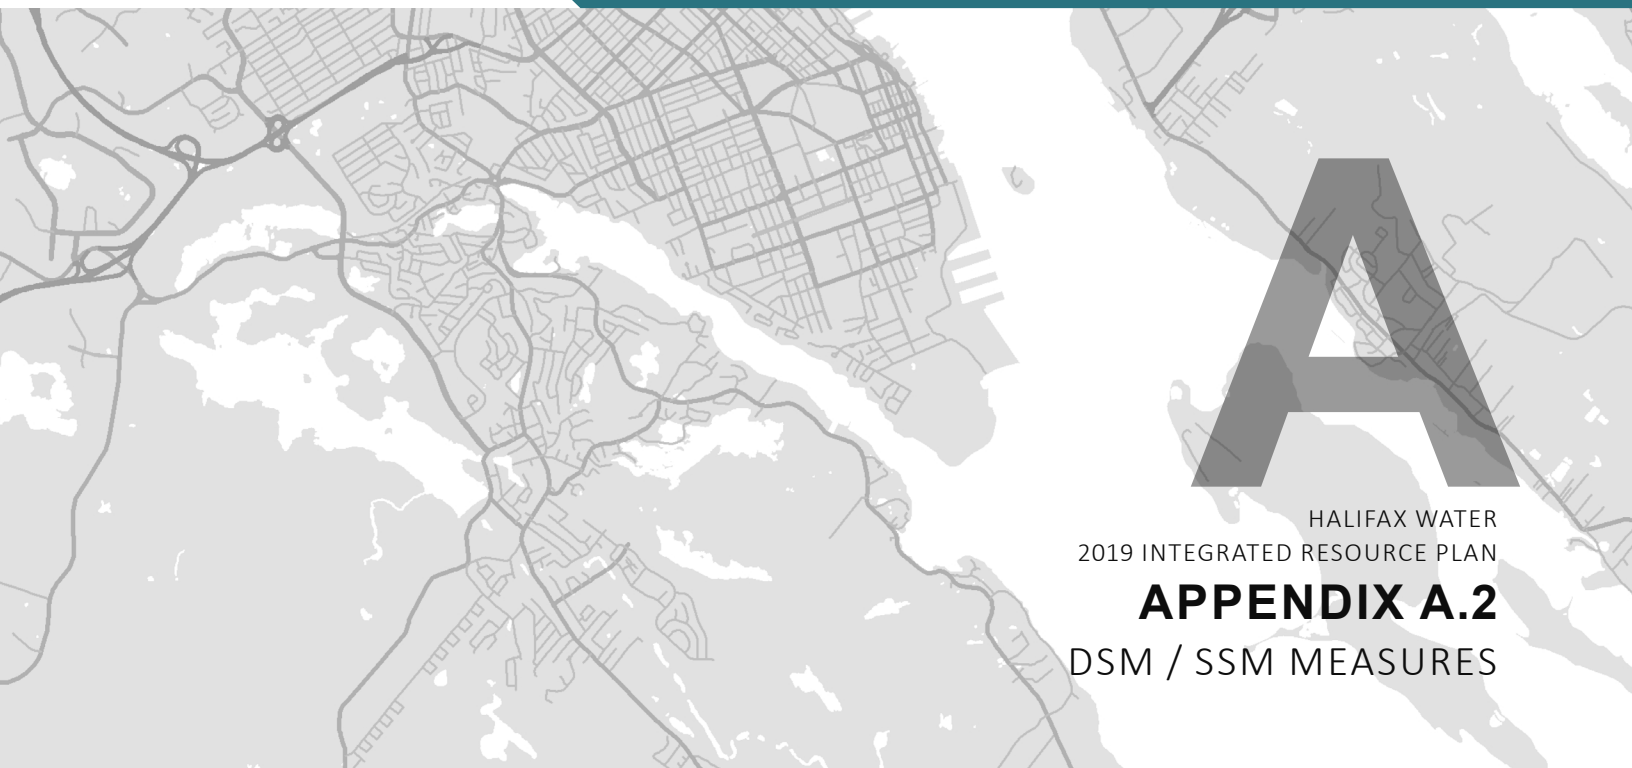 A
HALIFAX WATER
2019 INTEGRATED RESOURCE PLAN
APPENDIX A.2
DSM / SSM MEASURES